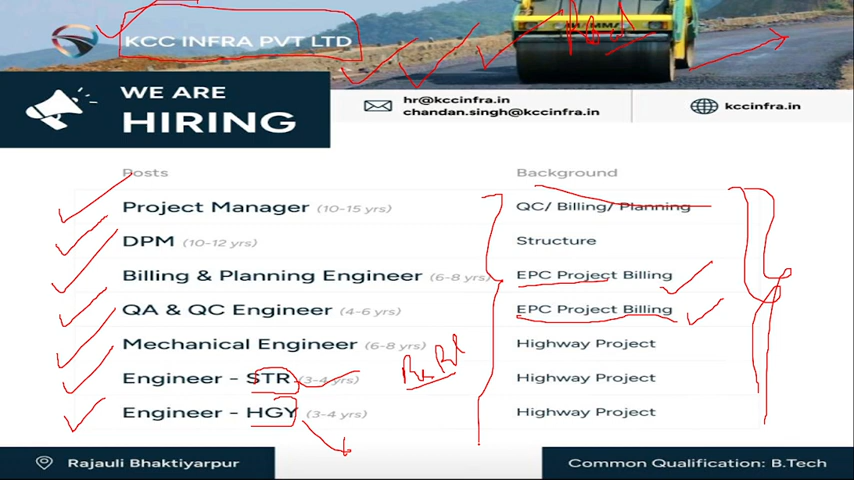 KCC INFRA PVT LTD
WE ARE
HIRING
hr@kccinfra.in
chandan.singh@kccinfra.in
kccinfra.in
Posts Background
Project Manager (10-15 yrs) QC/ Billing/ Planning
DPM (10-12 yrs) Structure
Billing & Planning Engineer (6-8 yrs) EPC Project Billing
QA & QC Engineer (4-6 yrs) EPC Project Billing
Mechanical Engineer (6-8 yrs) Highway Project
Engineer - STR (3-4 yrs) Highway Project
Engineer - HGY (3-4 yrs) Highway Project
Rajauli Bhaktiyarpur
Common Qualification: B.Tech